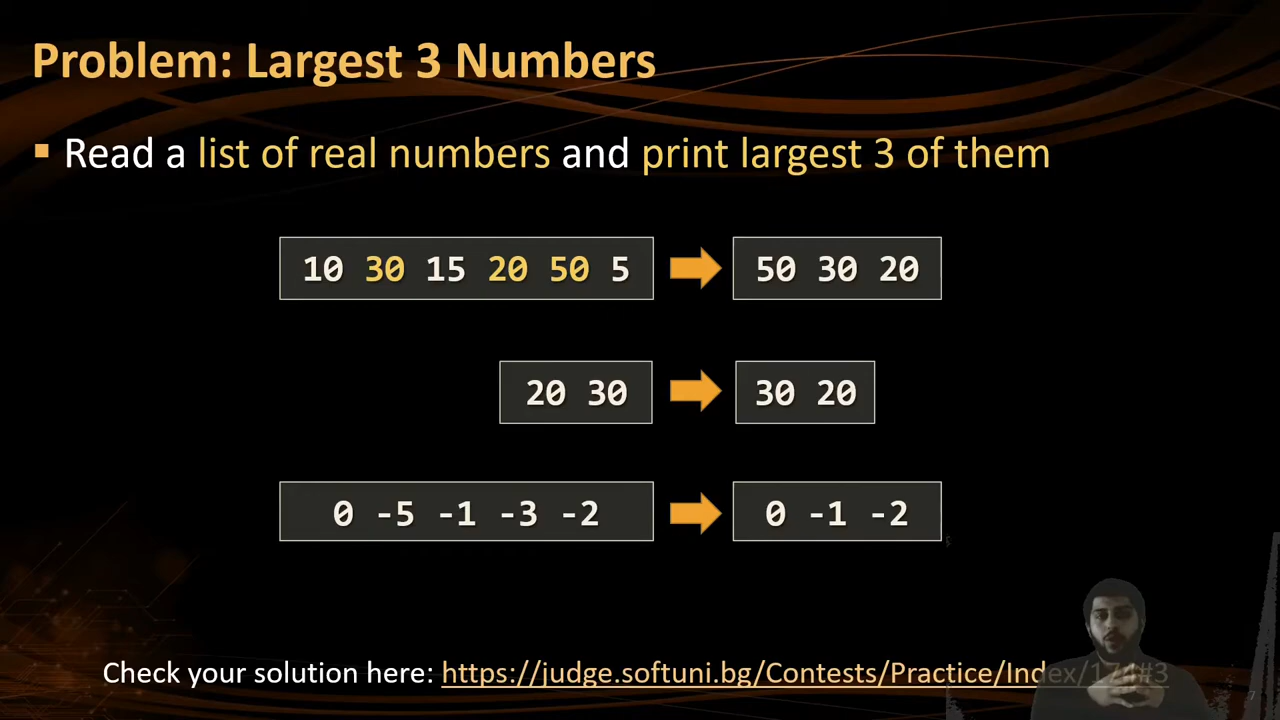 Problem: Largest 3 Numbers
▪ Read a list of real numbers and print largest 3 of them
10 30 15 20 50 5 50 30 20
20 30 30 20
0 -5 -1 -3 -2 0 -1 -2
Check your solution here: https://judge.softuni.bg/Contests/Practice/Index/174#3
7